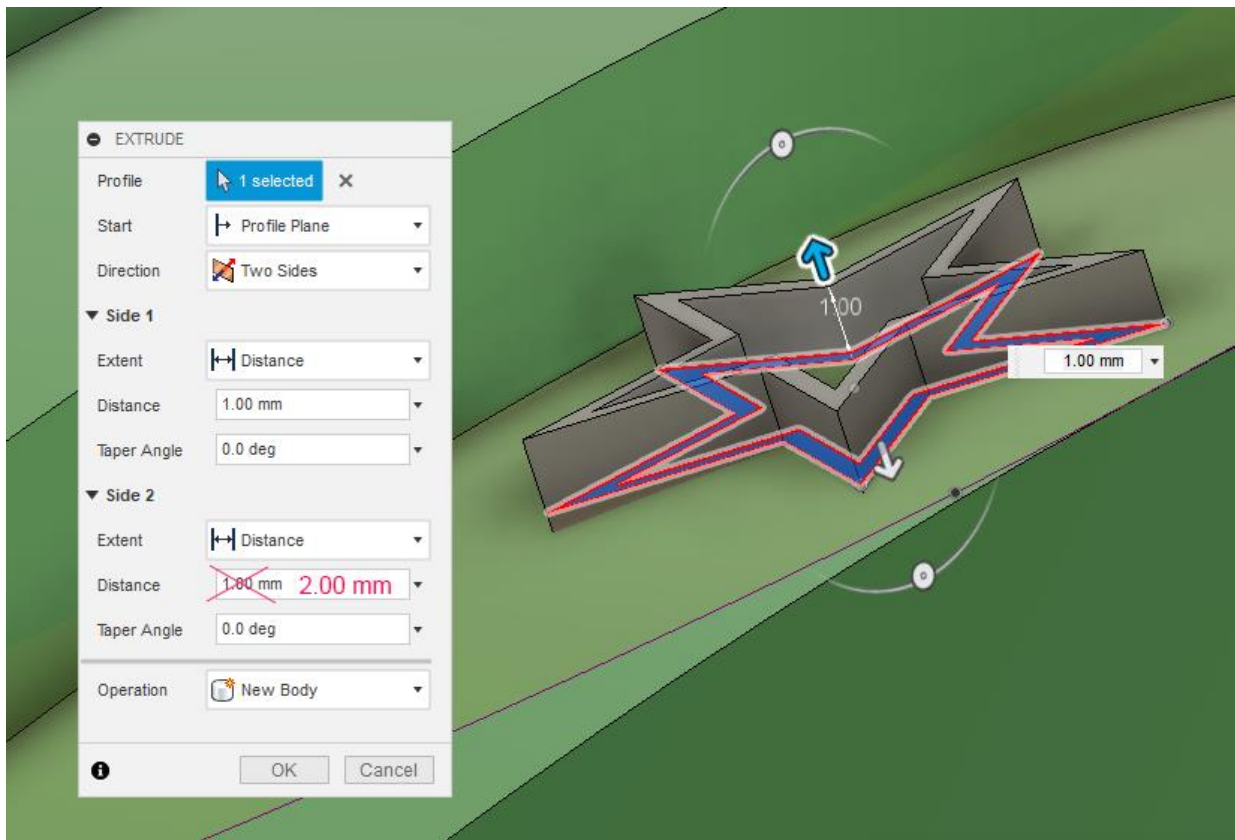 EXTRUDE
Profile 1 selected
Start Profile Plane
Direction Two Sides
Side 1
Extent Distance
Distance 1.00 mm
Taper Angle 0.0 deg
Side 2
Extent Distance
Distance 1.00 mm 2.00 mm
Taper Angle 0.0 deg
Operation New Body
OK Cancel
1.00
1.00 mm